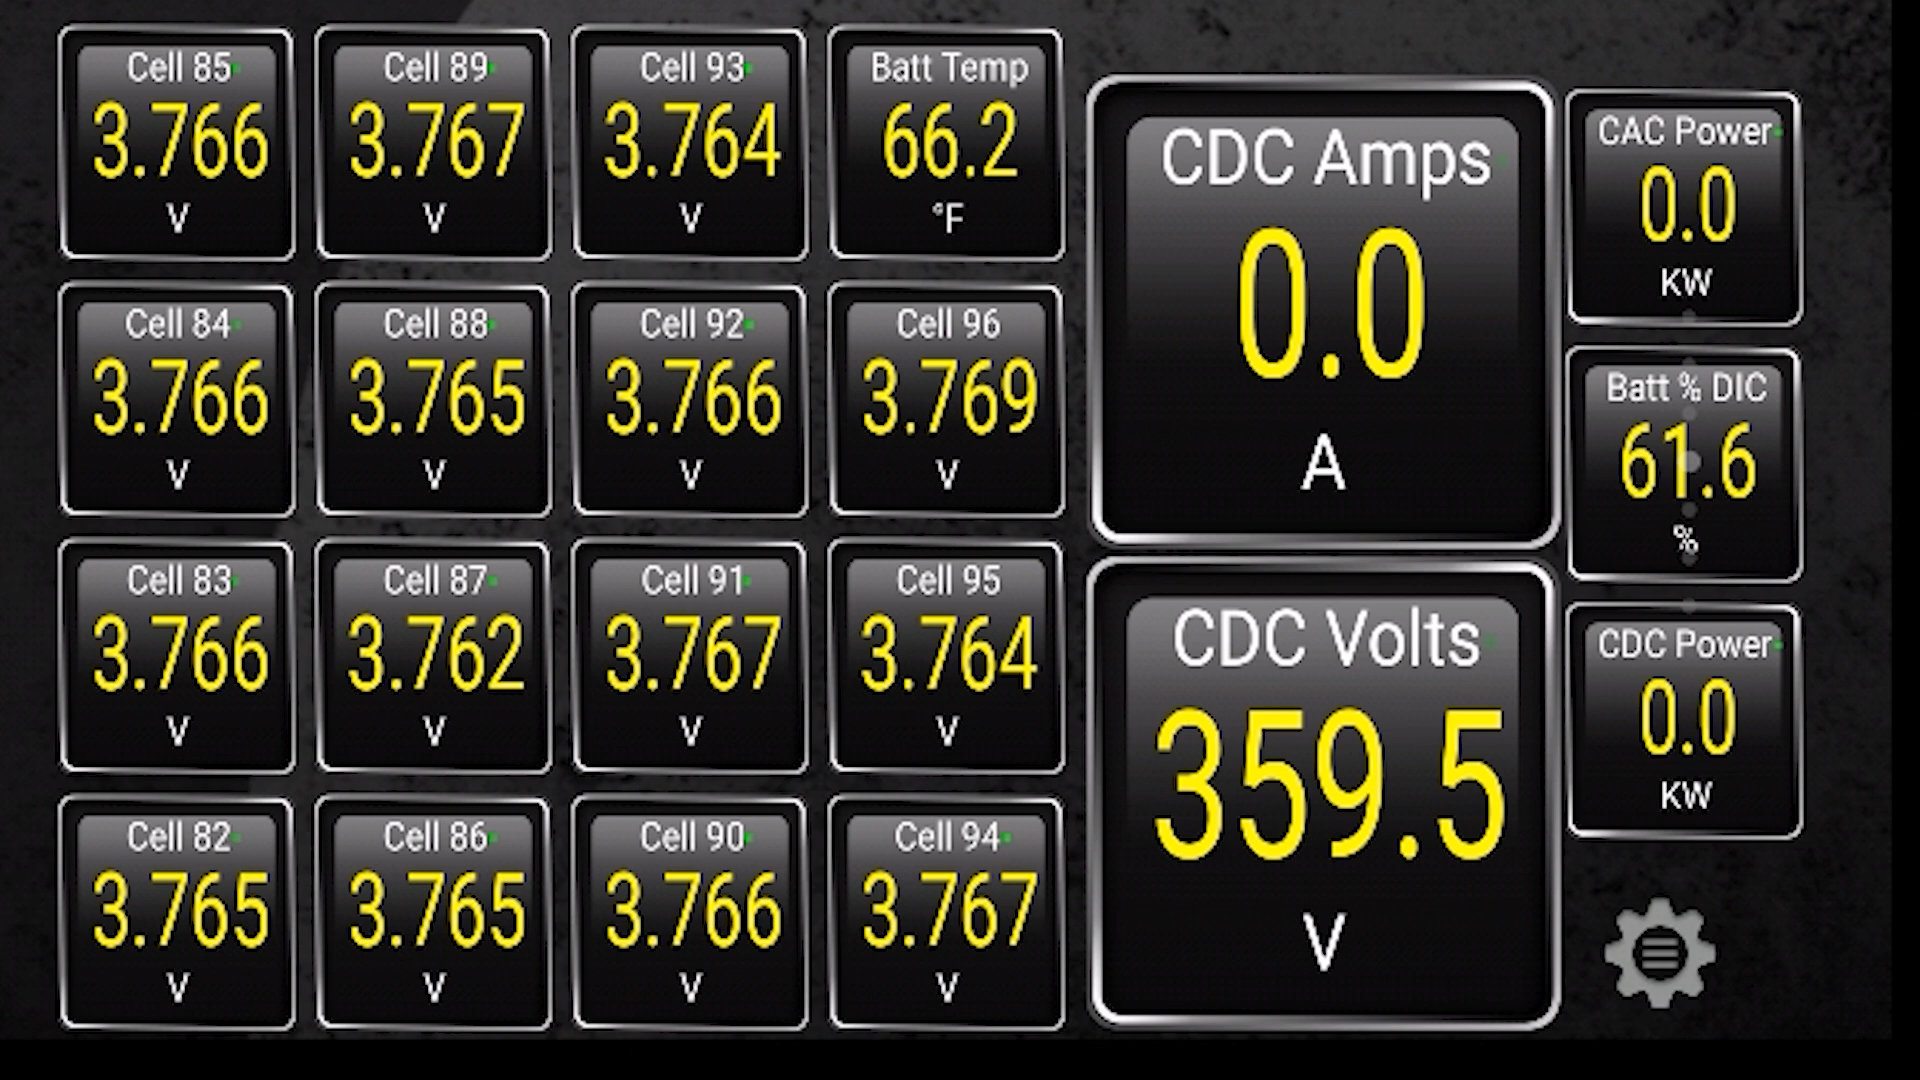 Cell 85
3.766
V
Cell 89
3.767
V
Cell 93
3.764
V
Batt Temp
66.2
°F
Cell 84
3.766
V
Cell 88
3.765
V
Cell 92
3.766
V
Cell 96
3.769
V
Cell 83
3.766
V
Cell 87
3.762
V
Cell 91
3.767
V
Cell 95
3.764
V
Cell 82
3.765
V
Cell 86
3.765
V
Cell 90
3.766
V
Cell 94
3.767
V
CDC Amps
0.0
A
CDC Volts
359.5
V
CAC Power
0.0
KW
Batt % DIC
61.6
%
CDC Power
0.0
KW